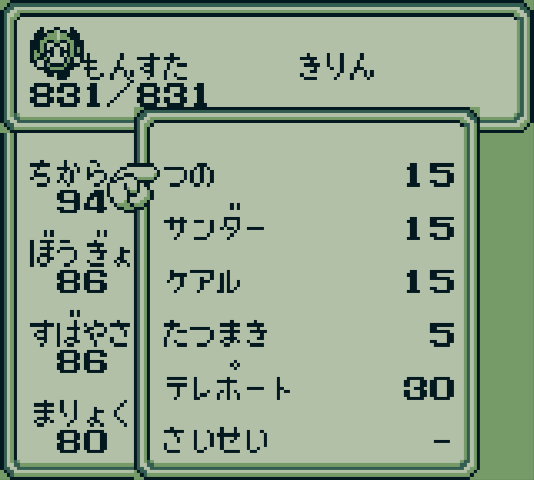 もんすた　きりん
831/831
ちから
94
ぼうぎょ
86
すばやさ
86
まりょく
80
つの 15
サンダー 15
ケアル 15
たつまき 5
テレポート 30
さいせい -